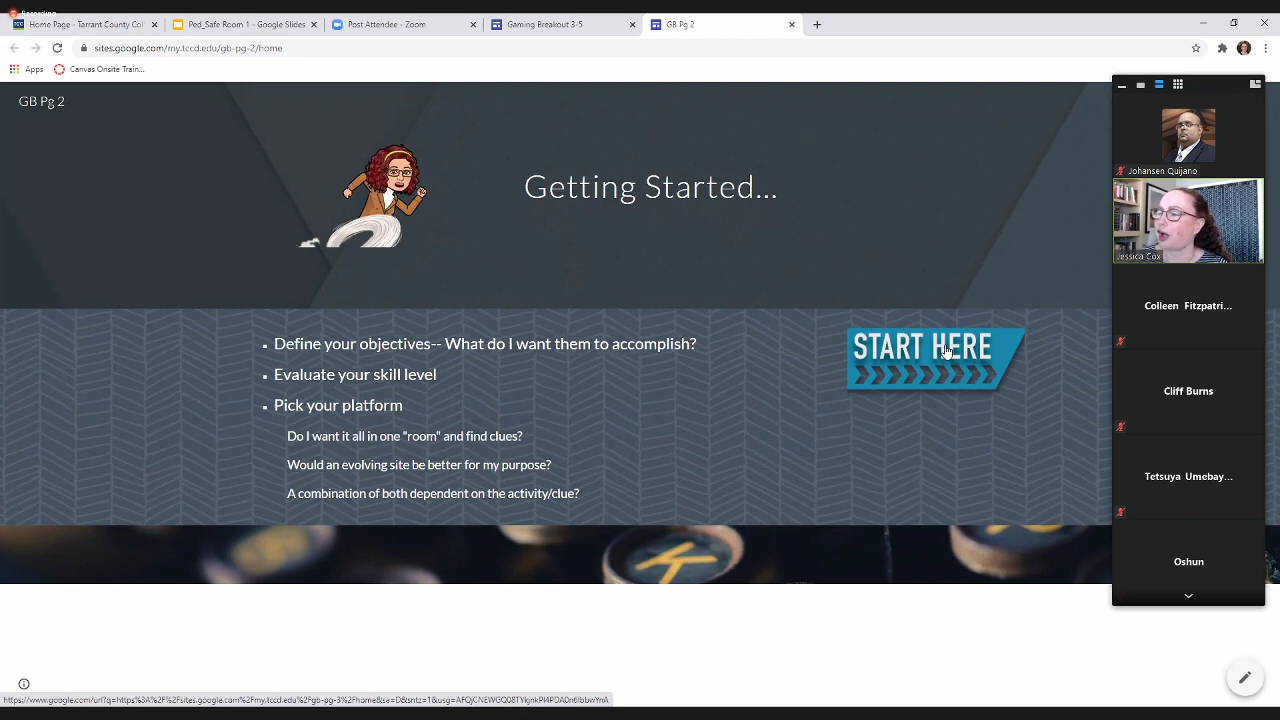 Recording
Home Page - Tarrant County Col
Ped_Safe Room 1 - Google Slides
Post Attendee - Zoom
Gaming Breakout 3-5
GB Pg 2
sites.google.com/my.tccd.edu/gb-pg-2/home
Apps
Canvas Onsite Train...
GB Pg 2
Getting Started...
Define your objectives-- What do I want them to accomplish?
Evaluate your skill level
Pick your platform
Do I want it all in one "room" and find clues?
Would an evolving site be better for my purpose?
A combination of both dependent on the activity/clue?
START HERE
K
Johansen Quijano
Jessica Cox
Colleen Fitzpatri...
Cliff Burns
Tetsuya Umebay...
Oshun